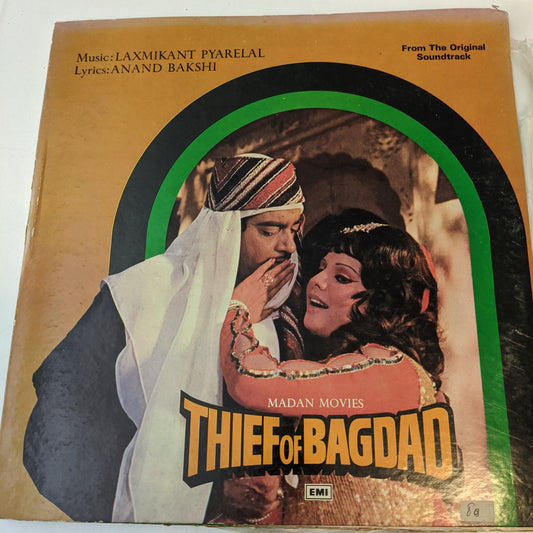 Music: LAXMIKANT PYARELAL
Lyrics: ANAND BAKSHI
From The Original
Soundtrack
MADAN MOVIES
THIEF OF BAGDAD
EMI